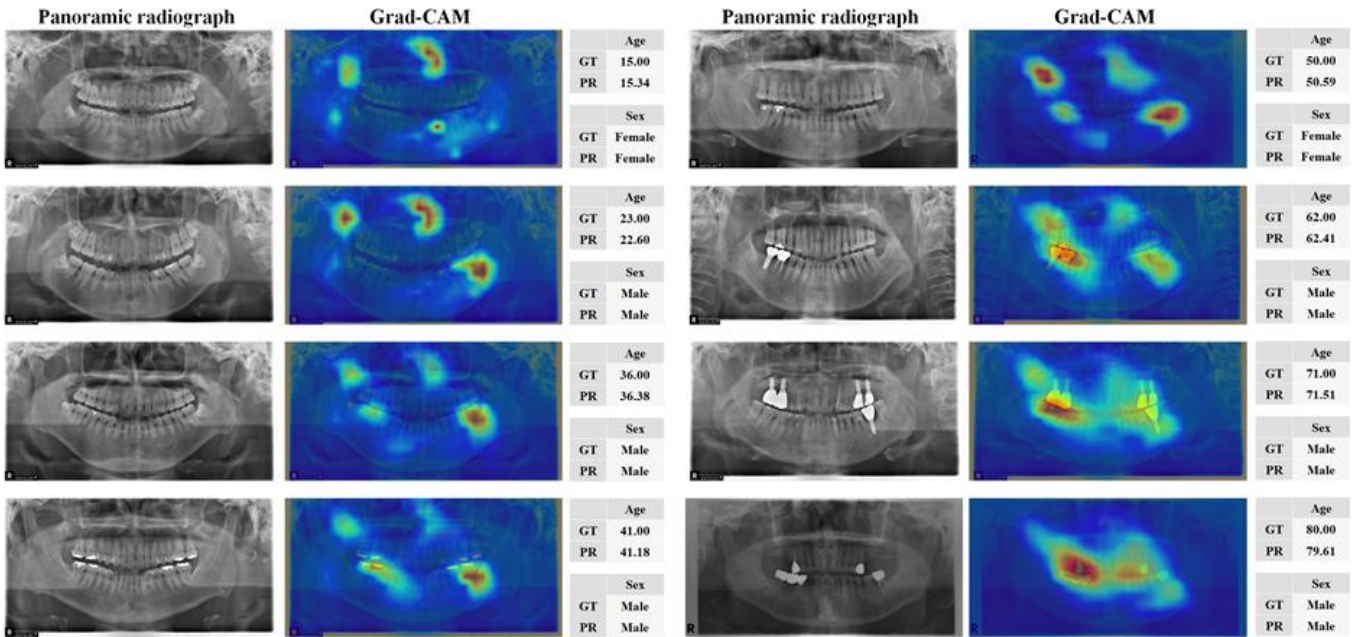 Panoramic radiograph Grad-CAM
Age
GT 15.00
PR 15.34
Sex
GT Female
PR Female
R
Age
GT 23.00
PR 22.60
Sex
GT Male
PR Male
R
Age
GT 36.00
PR 36.38
Sex
GT Male
PR Male
R
Age
GT 41.00
PR 41.18
Sex
GT Male
PR Male
R
Panoramic radiograph Grad-CAM
Age
GT 50.00
PR 50.59
Sex
GT Female
PR Female
R R
Age
GT 62.00
PR 62.41
Sex
GT Male
PR Male
R
Age
GT 71.00
PR 71.51
Sex
GT Male
PR Male
R
Age
GT 80.00
PR 79.61
Sex
GT Male
PR Male
R R